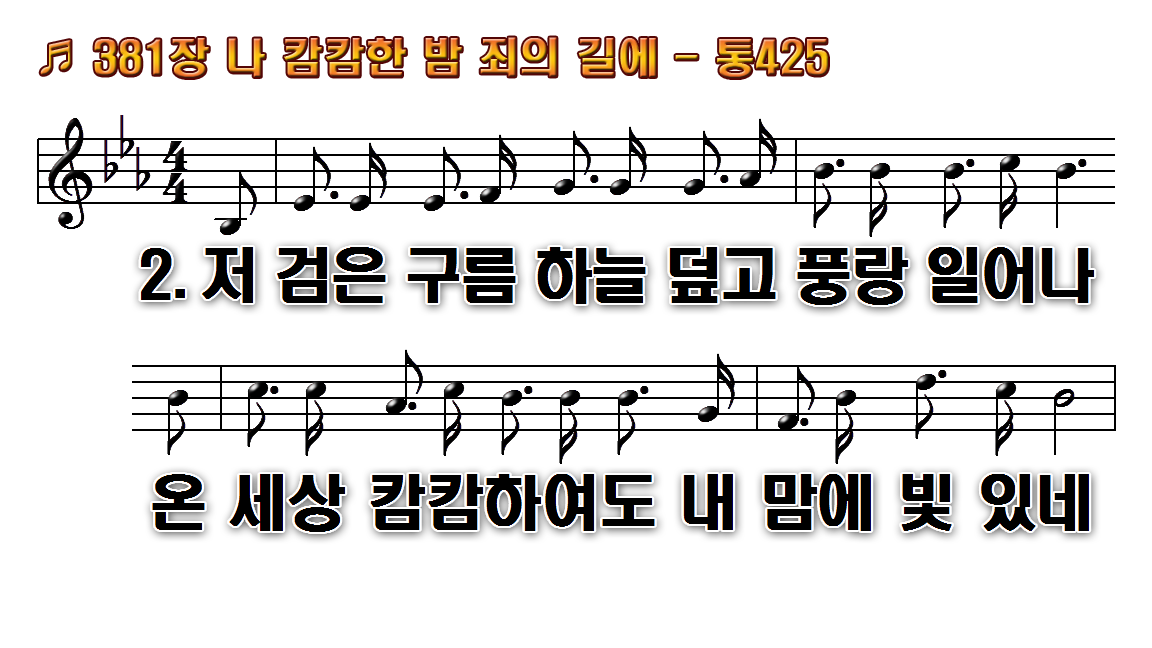 ♬ 381장 나 캄캄한 밤 죄의 길에 - 통425
4
4
2. 저 검은 구름 하늘 덮고 풍랑 일어나
온 세상 캄캄하여도 내 맘에 빛 있네